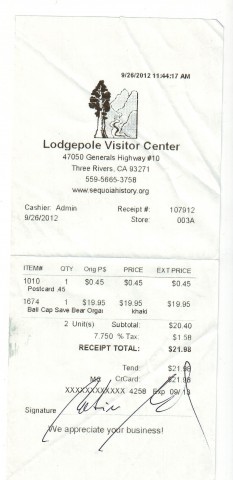 9/26/2012 11:44:17 AM
Lodgepole Visitor Center
47050 Generals Highway #10
Three Rivers, CA 93271
559-5665-3758
www.sequoiahistory.org
Cashier: Admin Receipt #: 107912
9/26/2012 Store: 003A
ITEM# QTY Orig P$ PRICE EXT PRICE
1010 1 $0.45 $0.45 $0.45
Postcard .45
1674 1 $19.95 $19.95 $19.95
Ball Cap Save Bear Orgai khaki
2 Unit(s) Subtotal: $20.40
7.750 % Tax: $1.58
RECEIPT TOTAL: $21.98
Tend: $21.98
CrCard: $21.98
XXXXXXXXXXXX 4258 Exp 09/13
Signature
We appreciate your business!